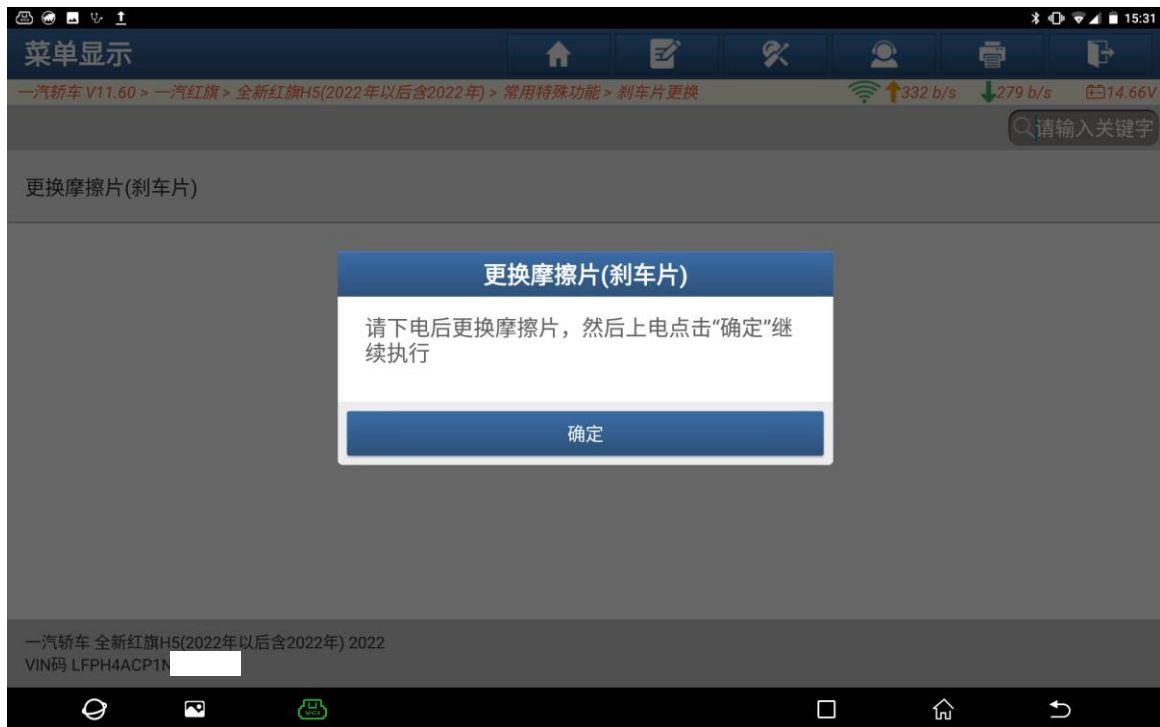 15:31
菜单显示
一汽轿车 V11.60 > 一汽红旗 > 全新红旗H5(2022年以后含2022年) > 常用特殊功能 > 刹车片更换
332 b/s
279 b/s
14.66V
请输入关键字
更换摩擦片(刹车片)
更换摩擦片(刹车片)
请下电后更换摩擦片，然后上电点击“确定”继
续执行
确定
一汽轿车 全新红旗H5(2022年以后含2022年) 2022
VIN码 LFPH4ACP1N
VCI